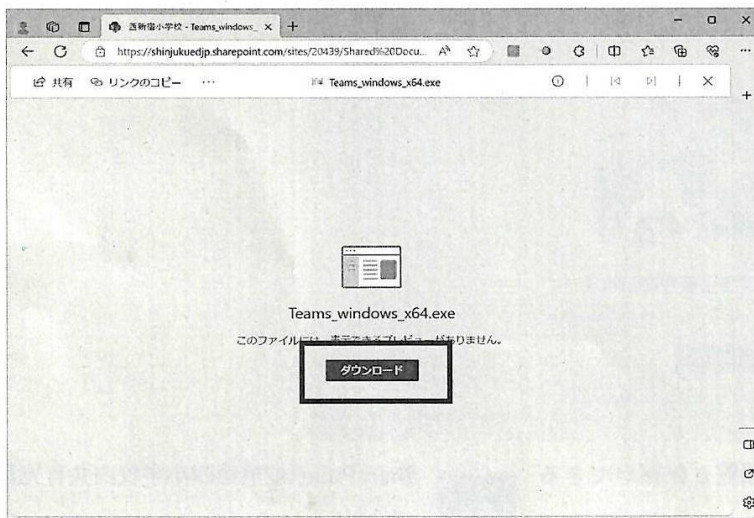 西新宿小学校 - Teams_windows_
https://shinjukuedjp.sharepoint.com/sites/20439/Shared%20Docu...
共有 リンクのコピー ...
Teams_windows_x64.exe
Teams_windows_x64.exe
このファイルには、表示できるプレビューがありません。
ダウンロード